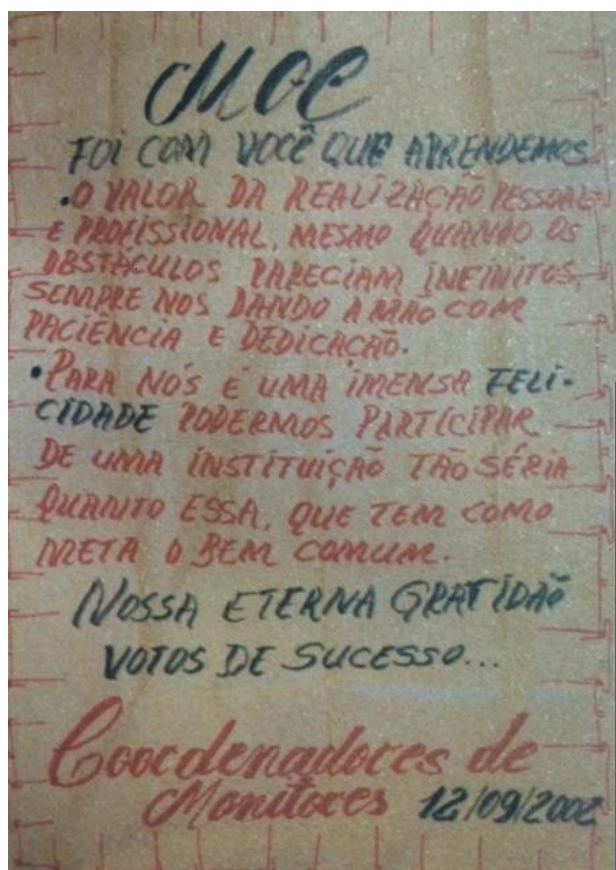 MOC
FOI COM VOCÊ QUE APRENDEMOS
.O VALOR DA REALIZAÇÃO PESSOAL
E PROFISSIONAL, MESMO QUANDO OS
OBSTÁCULOS PARECIAM INFINITOS,
SEMPRE NOS DANDO A MÃO COM
PACIÊNCIA E DEDICAÇÃO.
.PARA NÓS É UMA IMENSA FELI-
CIDADE PODERMOS PARTICIPAR
DE UMA INSTITUIÇÃO TÃO SÉRIA
QUANTO ESSA, QUE TEM COMO
META O BEM COMUM.
NOSSA ETERNA GRATIDÃO
VOTOS DE SUCESSO...
Coordenadores de
Monitores 12/09/2002